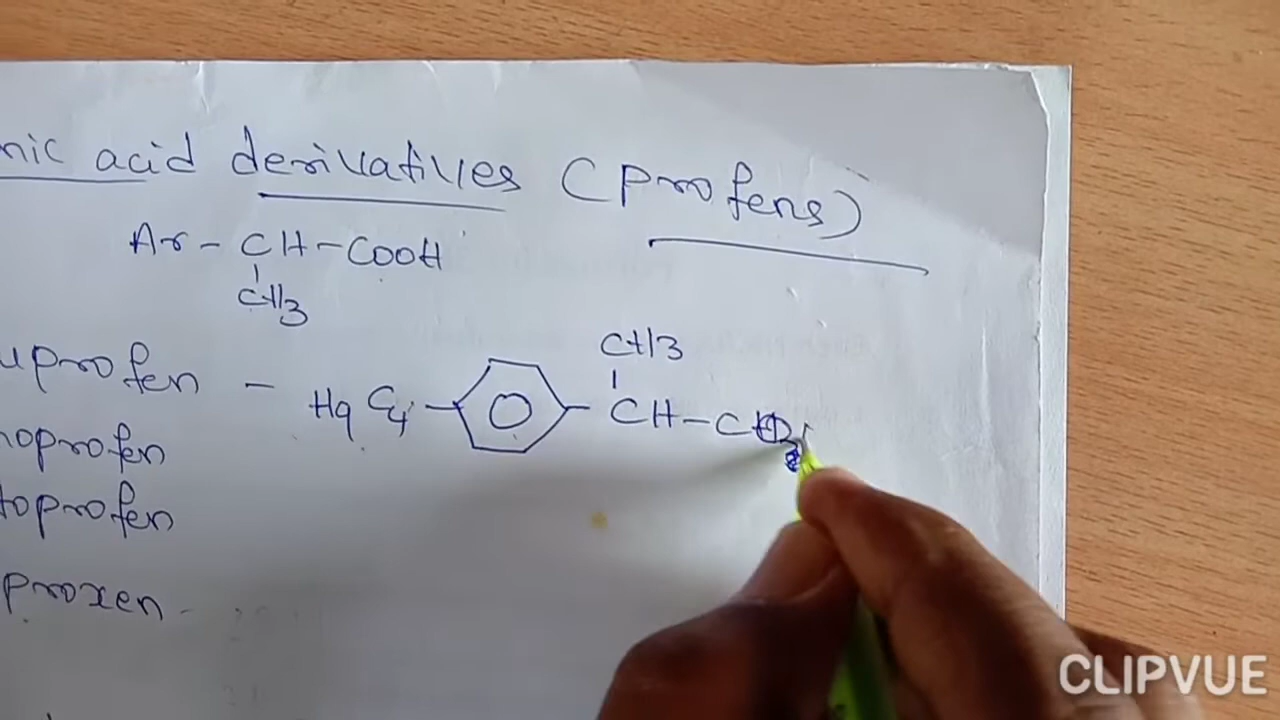 nic acid derivatives (profens)
Ar - CH - COOH
CH3
uprofen - H9C4 - CH -
CH3
noprofen
toprofen
proxen -
CLIPVUE